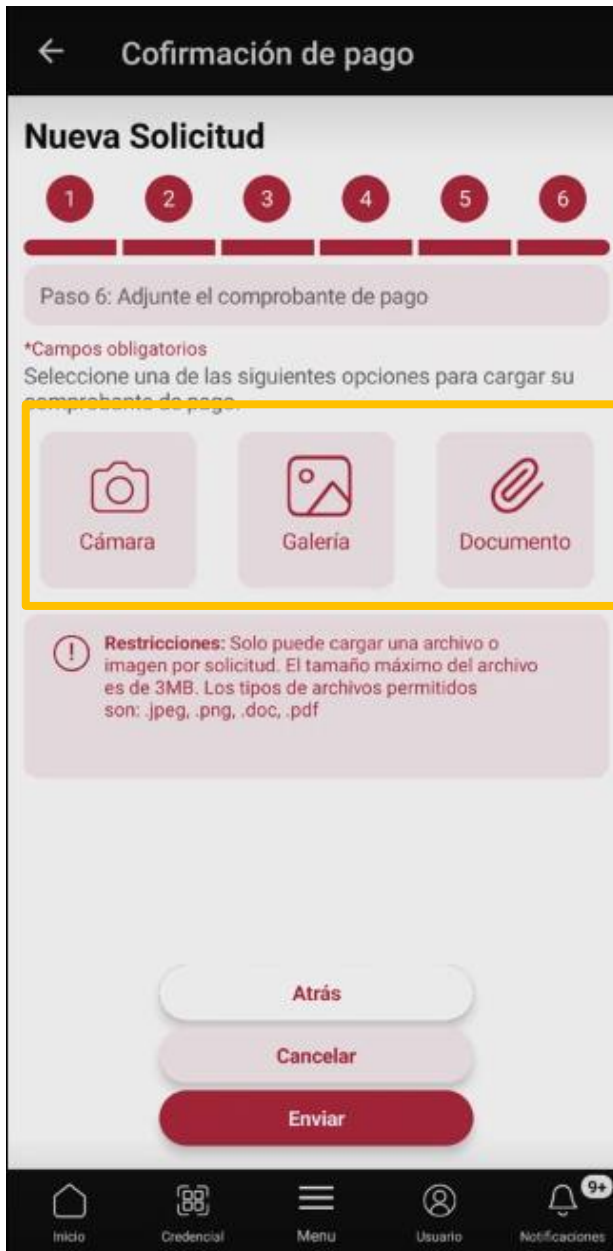 Cofirmación de pago
Nueva Solicitud
1 2 3 4 5 6
Paso 6: Adjunte el comprobante de pago
*Campos obligatorios
Seleccione una de las siguientes opciones para cargar su
comprobante de pago.
Cámara Galería Documento
Restricciones: Solo puede cargar una archivo o
imagen por solicitud. El tamaño máximo del archivo
es de 3MB. Los tipos de archivos permitidos
son: .jpeg, .png, .doc, .pdf
Atrás
Cancelar
Enviar
9+
Inicio Credencial Menu Usuario Notificaciones